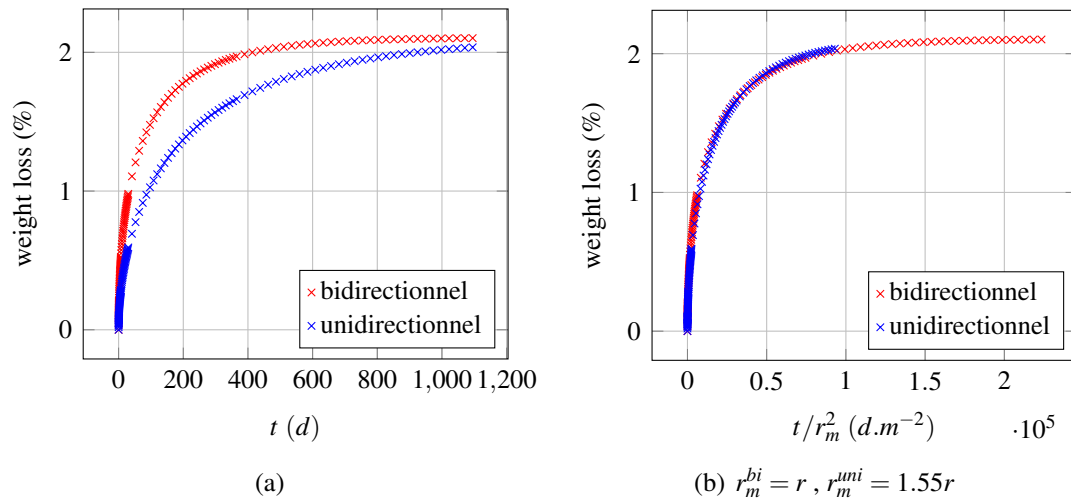 2
1
0
weight loss (%)
bidirectionnel
unidirectionnel
0 200 400 600 800 1,000 1,200
t (d)
(a)
2
1
0
weight loss (%)
bidirectionnel
unidirectionnel
0 0.5 1 1.5 2
t/r_m^2 (d.m^{-2})
·10^5
(b) r_m^{bi} = r , r_m^{uni} = 1.55r